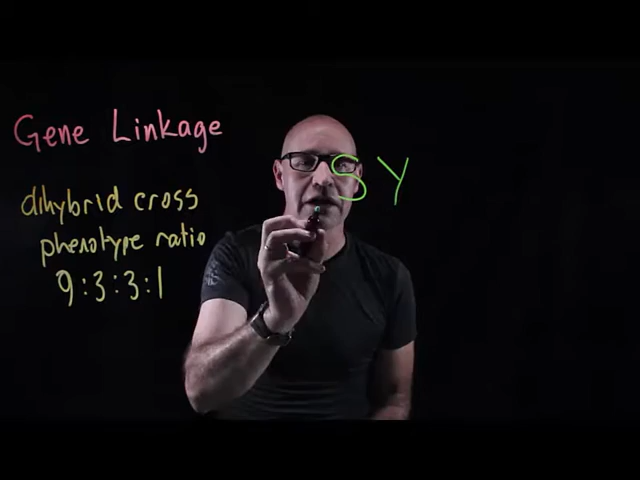 Gene Linkage
S Y
dihybrid cross
phenotype ratio
9:3:3:1